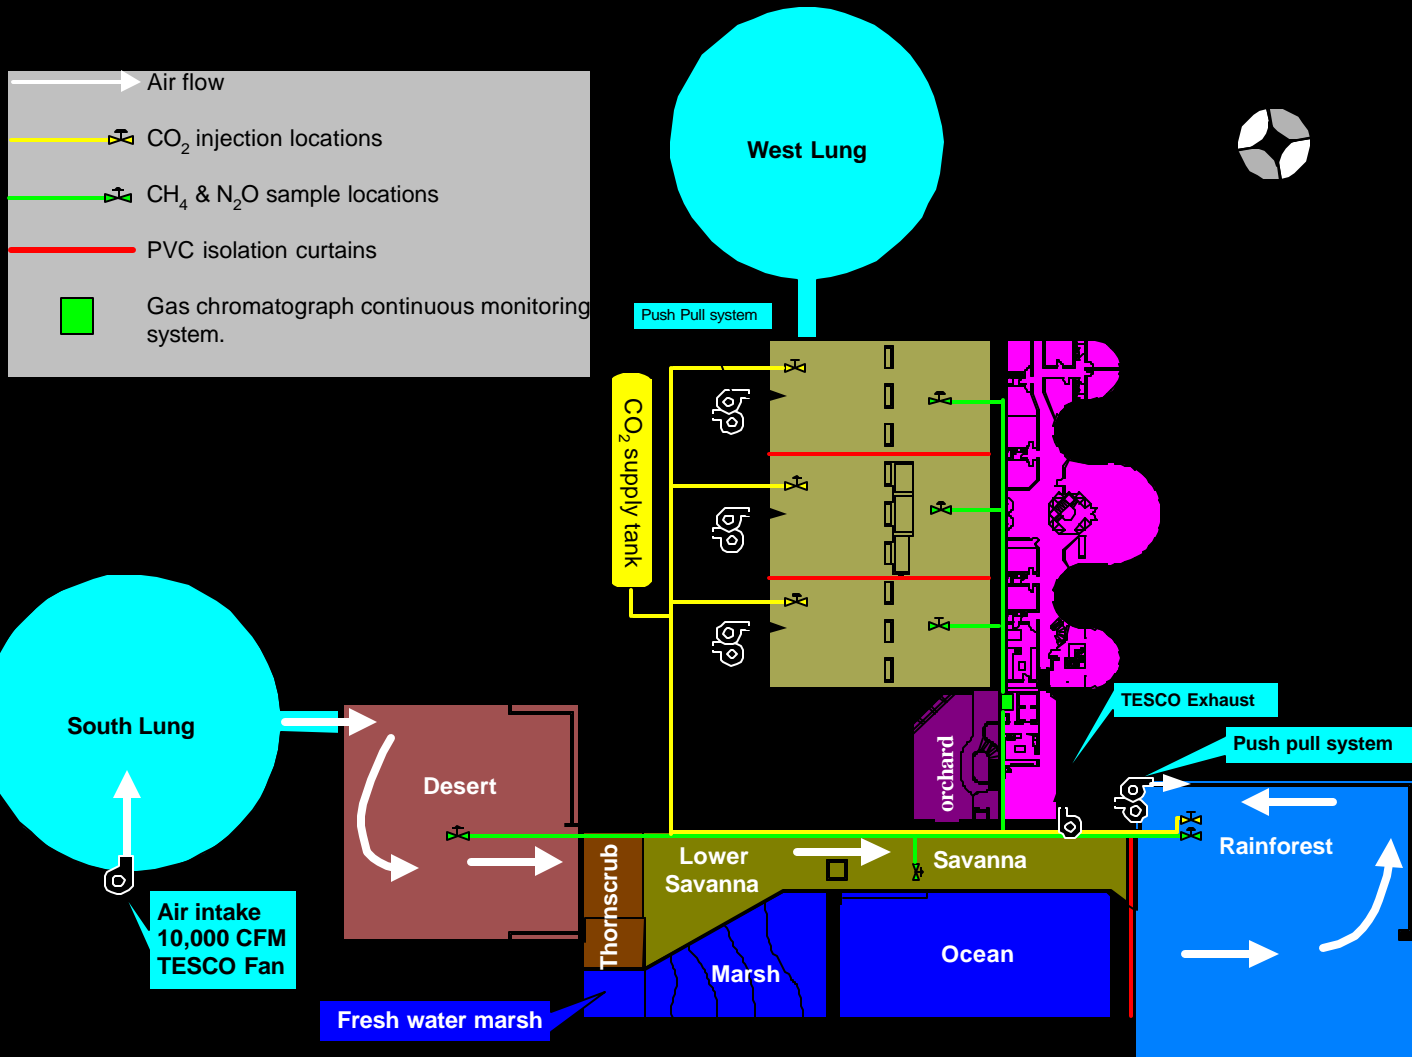 Air flow
CO2 injection locations
CH4 & N2O sample locations
PVC isolation curtains
Gas chromatograph continuous monitoring
system.
West Lung
Push Pull system
CO2 supply tank
South Lung
Desert
TESCO Exhaust
Push pull system
orchard
Rainforest
Lower
Savanna
Savanna
Thornscrub
Air intake
10,000 CFM
TESCO Fan
Marsh
Ocean
Fresh water marsh